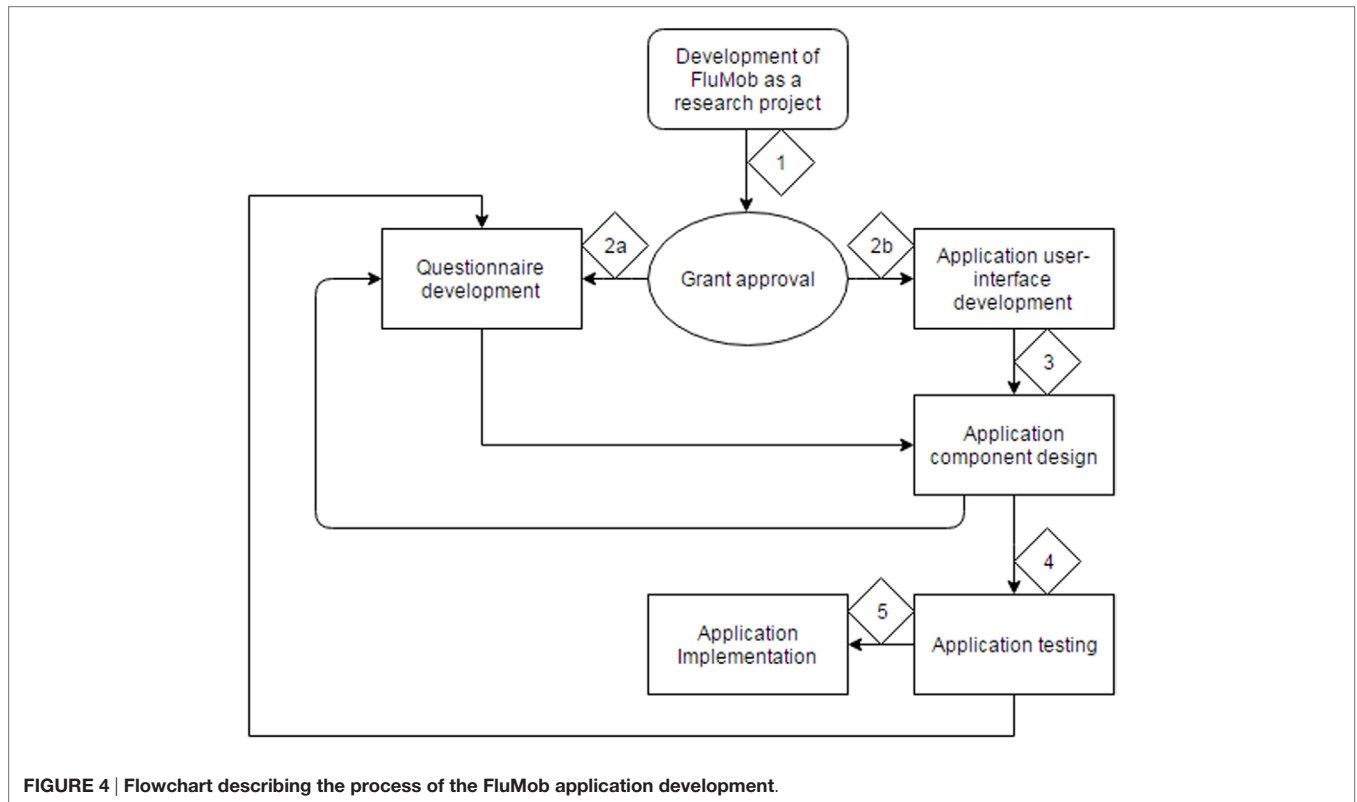 Development of
FluMob as a
research project
1
2a
2b
Questionnaire
development
Grant approval
Application user-
interface
development
3
Application
component design
4
5
Application
Implementation
Application testing
FIGURE 4 | Flowchart describing the process of the FluMob application development.